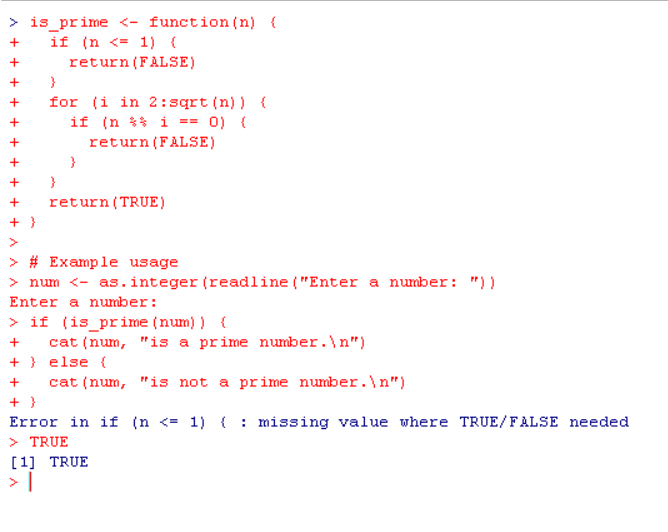 > is_prime <- function(n) {
+   if (n <= 1) {
+     return(FALSE)
+   }
+   for (i in 2:sqrt(n)) {
+     if (n %% i == 0) {
+       return(FALSE)
+     }
+   }
+   return(TRUE)
+ }
>
> # Example usage
> num <- as.integer(readline("Enter a number: "))
Enter a number:
> if (is_prime(num)) {
+   cat(num, "is a prime number.\n")
+ } else {
+   cat(num, "is not a prime number.\n")
+ }
Error in if (n <= 1) { : missing value where TRUE/FALSE needed
> TRUE
[1] TRUE
>